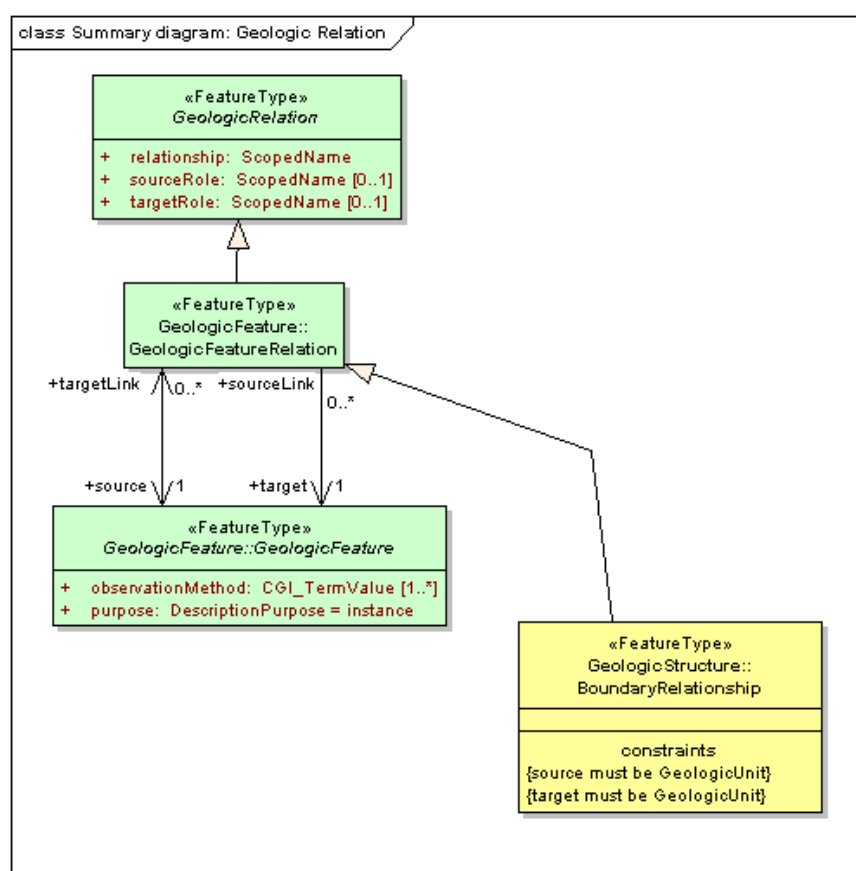 class Summary diagram: Geologic Relation
«FeatureType»
GeologicRelation
+ relationship: ScopedName
+ sourceRole: ScopedName [0..1]
+ targetRole: ScopedName [0..1]
«FeatureType»
GeologicFeature::
GeologicFeatureRelation
+targetLink 0..* +sourceLink
0..*
+source 1 +target 1
«FeatureType»
GeologicFeature::GeologicFeature
+ observationMethod: CGI_TermValue [1..*]
+ purpose: DescriptionPurpose = instance
«FeatureType»
GeologicStructure::
BoundaryRelationship
constraints
{source must be GeologicUnit}
{target must be GeologicUnit}